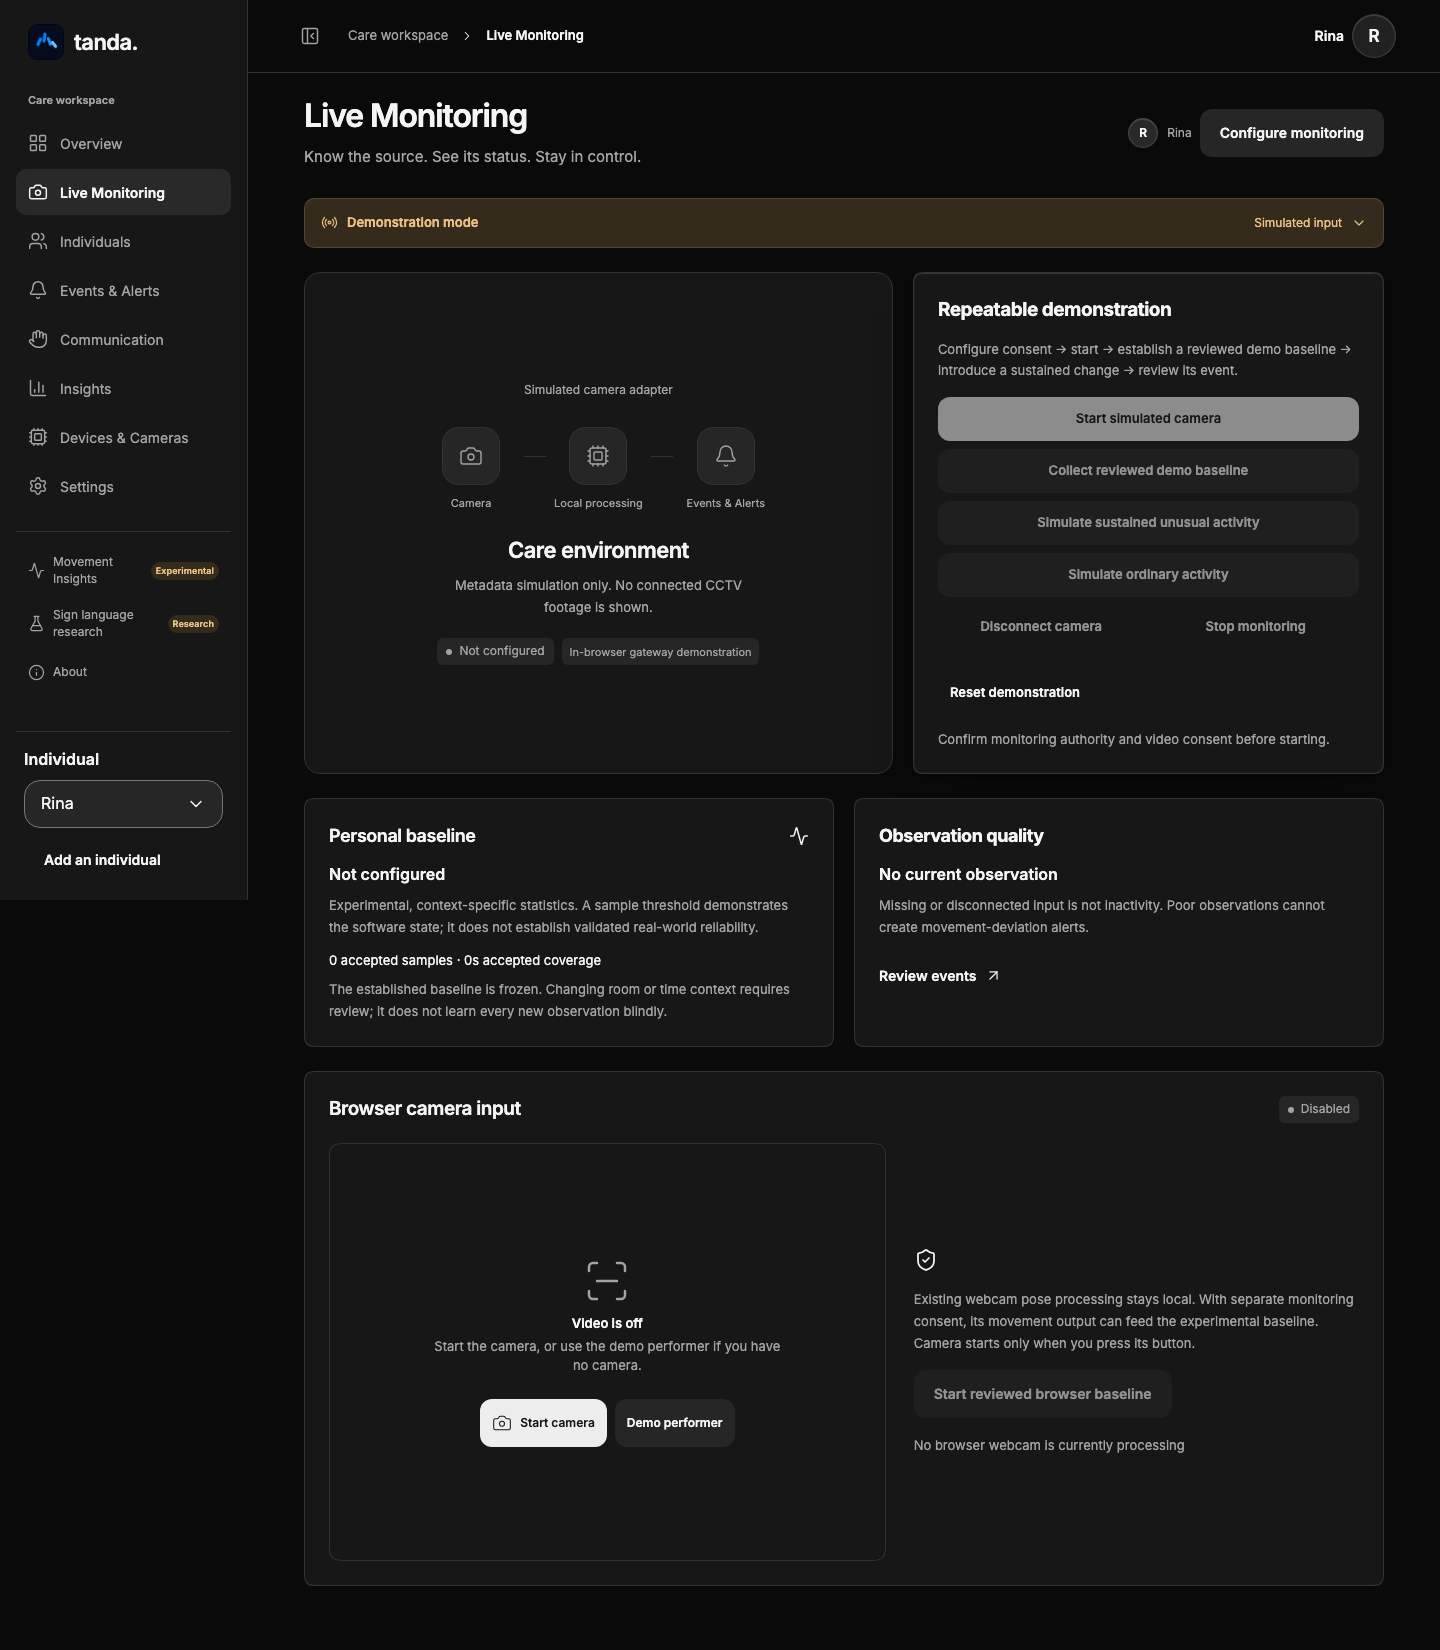 tanda.
Care workspace
Overview
Live Monitoring
Individuals
Events & Alerts
Communication
Insights
Devices & Cameras
Settings
Movement
Insights
Experimental
Sign language
research
Research
About
Individual
Rina
Add an individual
Care workspace > Live Monitoring
Rina R
Live Monitoring
Know the source. See its status. Stay in control.
R Rina
Configure monitoring
Demonstration mode
Simulated input
Simulated camera adapter
Camera
Local processing
Events & Alerts
Care environment
Metadata simulation only. No connected CCTV
footage is shown.
Not configured
In-browser gateway demonstration
Repeatable demonstration
Configure consent → start → establish a reviewed demo baseline →
introduce a sustained change → review its event.
Start simulated camera
Collect reviewed demo baseline
Simulate sustained unusual activity
Simulate ordinary activity
Disconnect camera
Stop monitoring
Reset demonstration
Confirm monitoring authority and video consent before starting.
Personal baseline
Not configured
Experimental, context-specific statistics. A sample threshold demonstrates
the software state; it does not establish validated real-world reliability.
0 accepted samples · 0s accepted coverage
The established baseline is frozen. Changing room or time context requires
review; it does not learn every new observation blindly.
Observation quality
No current observation
Missing or disconnected input is not inactivity. Poor observations cannot
create movement-deviation alerts.
Review events
Browser camera input
Disabled
Video is off
Start the camera, or use the demo performer if you have
no camera.
Start camera
Demo performer
Existing webcam pose processing stays local. With separate monitoring
consent, its movement output can feed the experimental baseline.
Camera starts only when you press its button.
Start reviewed browser baseline
No browser webcam is currently processing